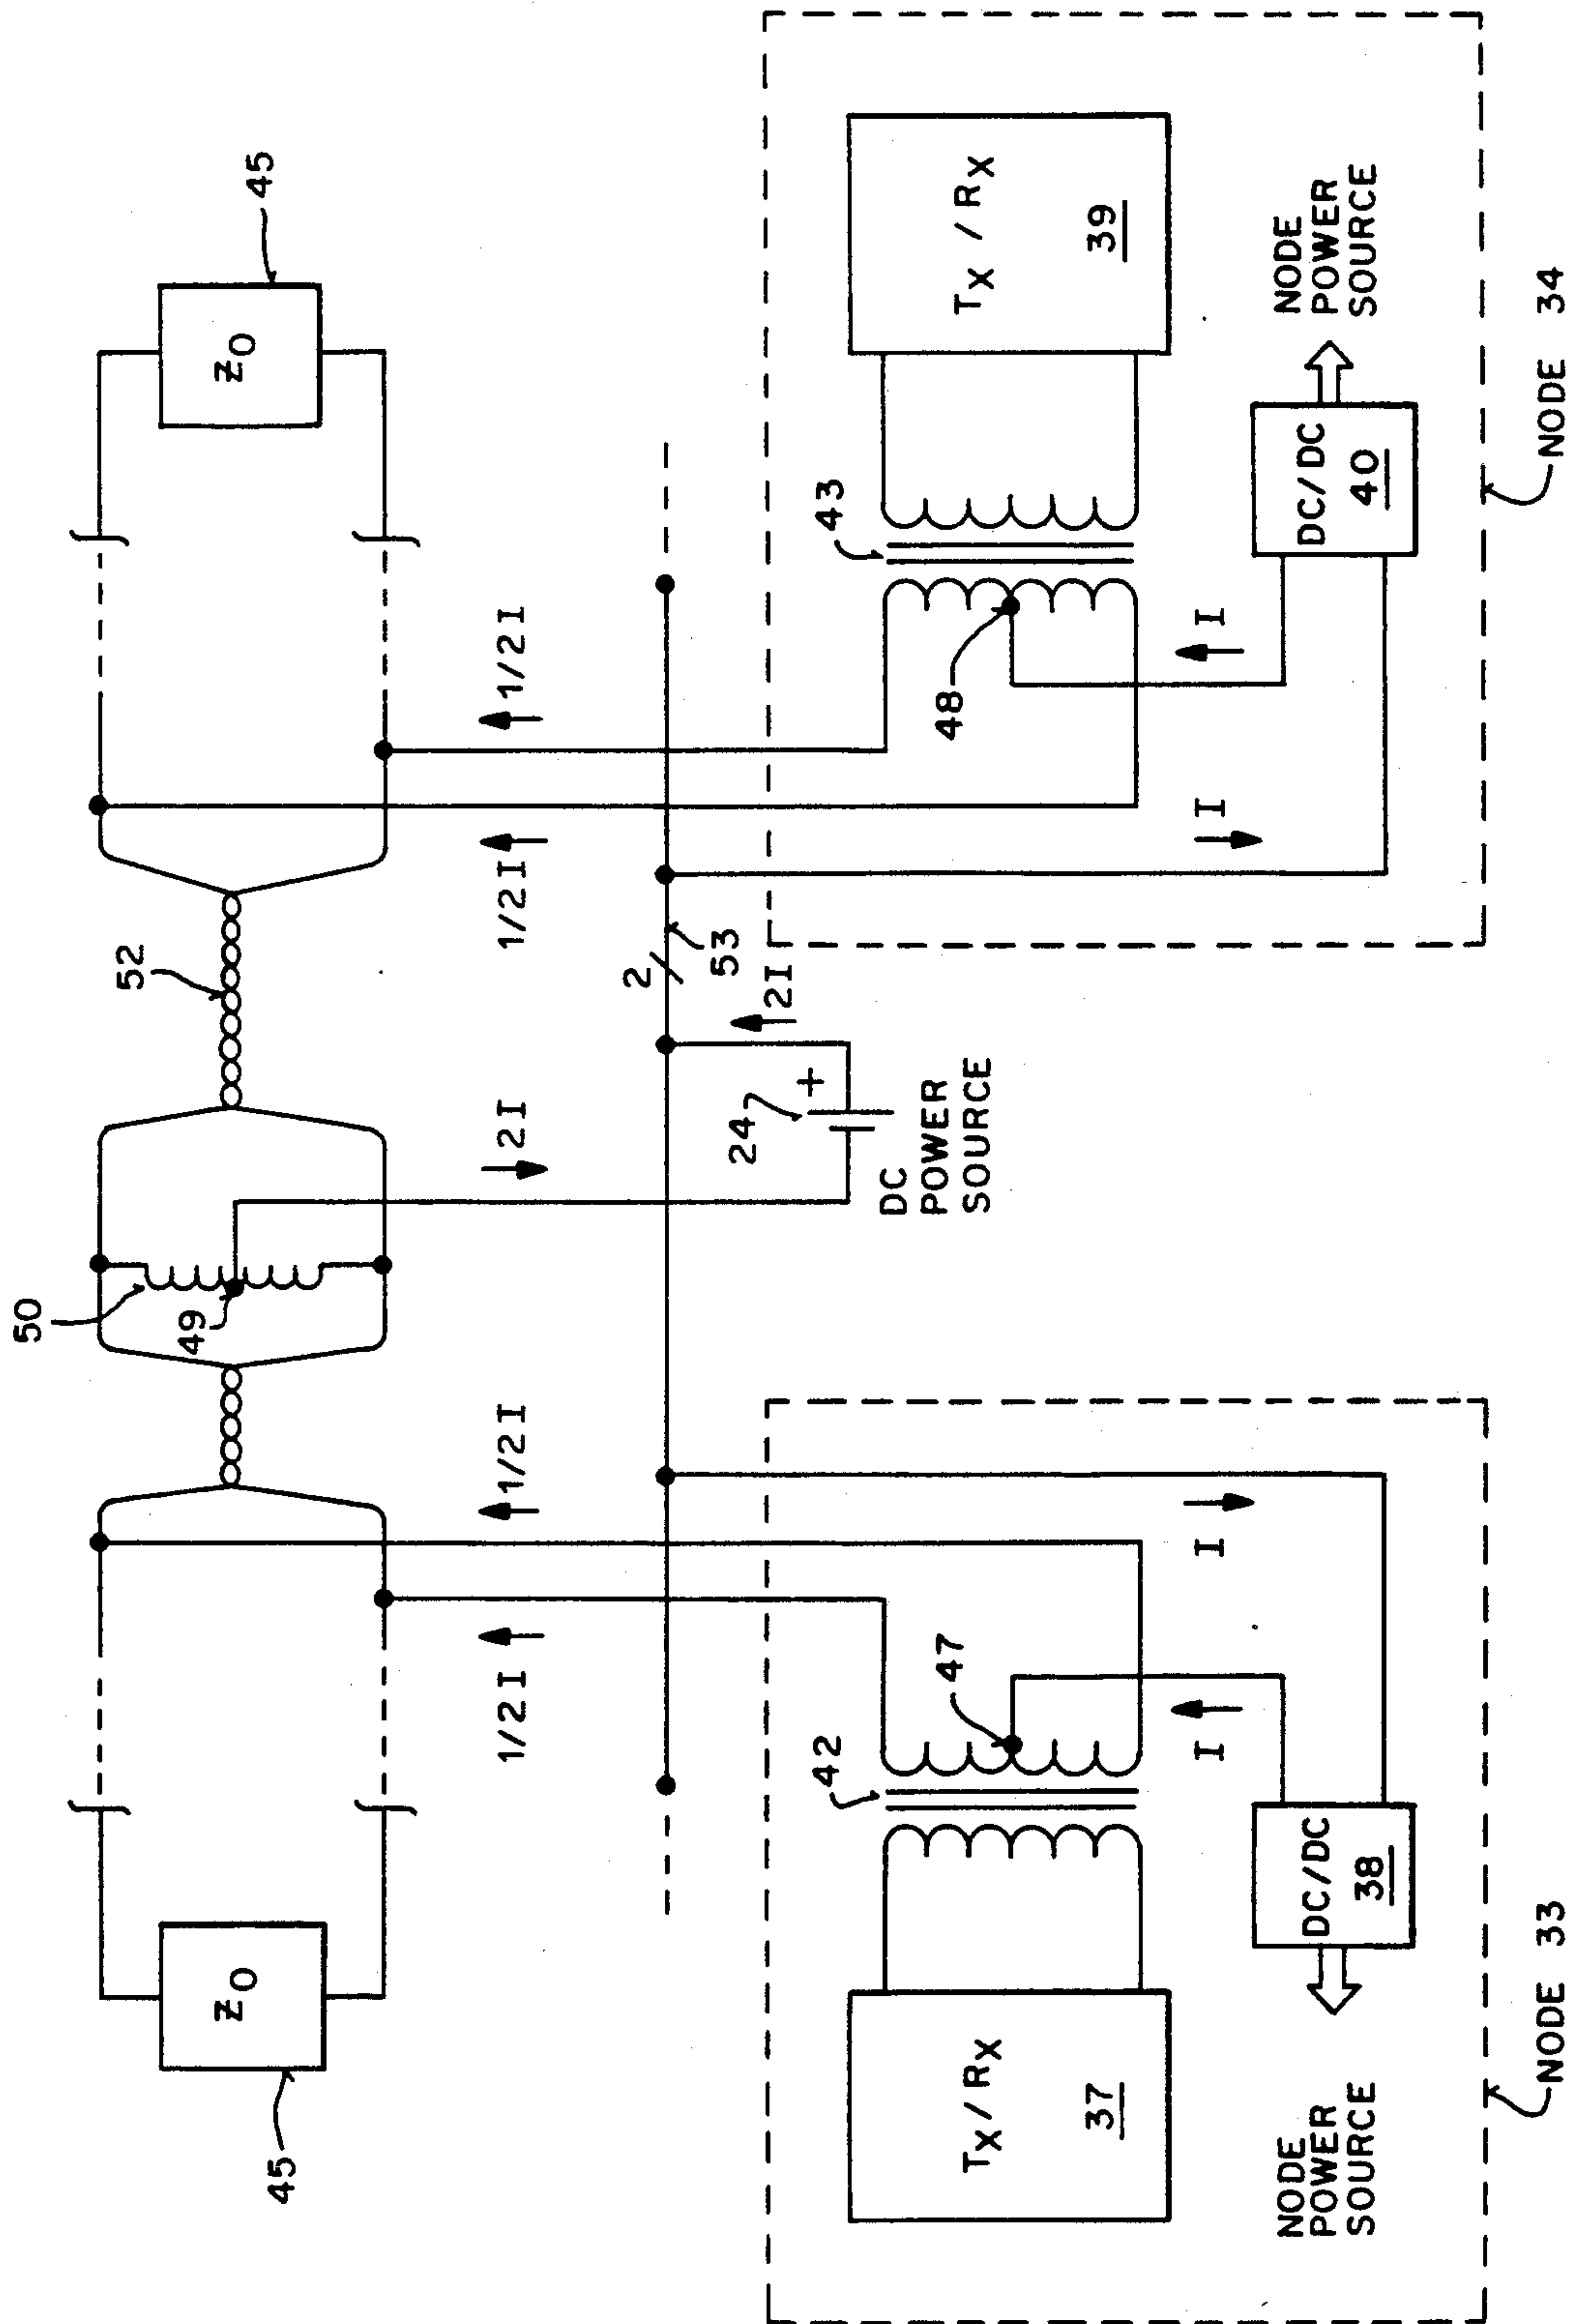 50
49
52
45
Z0
45
Z0
1/2I
1/2I
2I
1/2I
1/2I
2
53
2I
24
+
DC
POWER
SOURCE
42
47
Tx/Rx
37
I
I
DC/DC
38
NODE
POWER
SOURCE
NODE 33
43
48
Tx/Rx
39
I
I
DC/DC
40
NODE
POWER
SOURCE
NODE 34